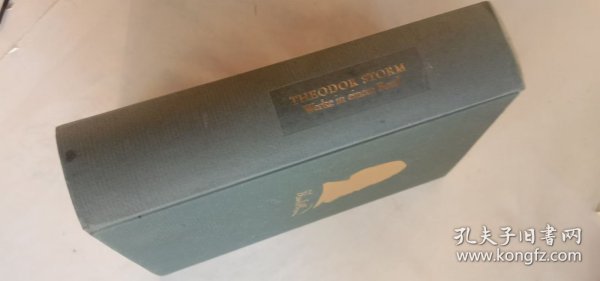 THEODOR STORM
Werke in einem Band
孔夫子旧书网
www.kongfz.com